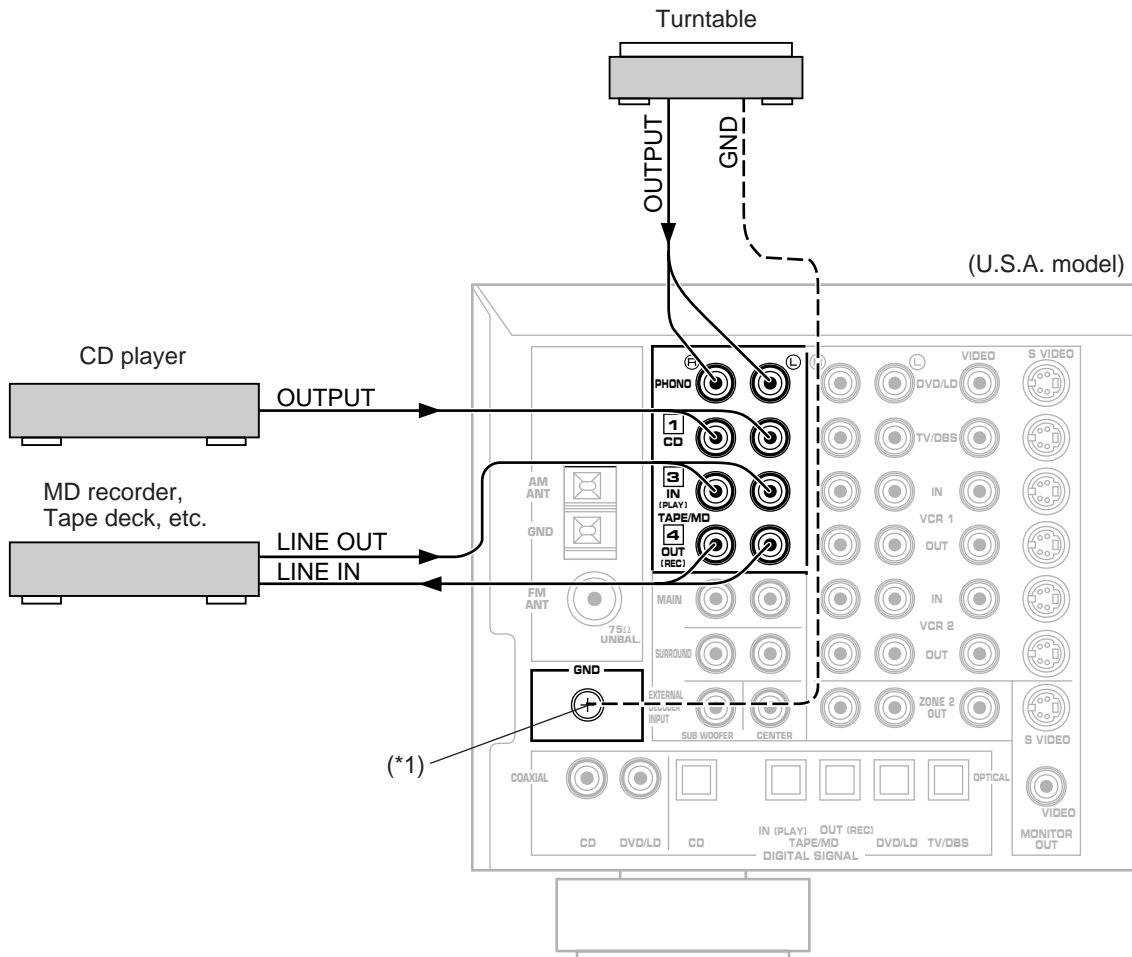 Turntable
OUTPUT
GND
(U.S.A. model)
CD player
OUTPUT
MD recorder,
Tape deck, etc.
LINE OUT
LINE IN
R L R L VIDEO S VIDEO
PHONO
DVD/LD
1
CD
TV/DBS
AM
ANT
GND
3
IN
(PLAY)
TAPE/MD
4
OUT
(REC)
IN
VCR 1
OUT
FM
ANT
75Ω
UNBAL.
MAIN
IN
VCR 2
OUT
SURROUND
GND
EXTERNAL
DECODER
INPUT
SUB WOOFER
CENTER
ZONE 2
OUT
S VIDEO
(*1)
COAXIAL
OPTICAL
VIDEO
CD DVD/LD CD IN (PLAY) OUT (REC)
TAPE/MD DVD/LD TV/DBS
DIGITAL SIGNAL
MONITOR
OUT